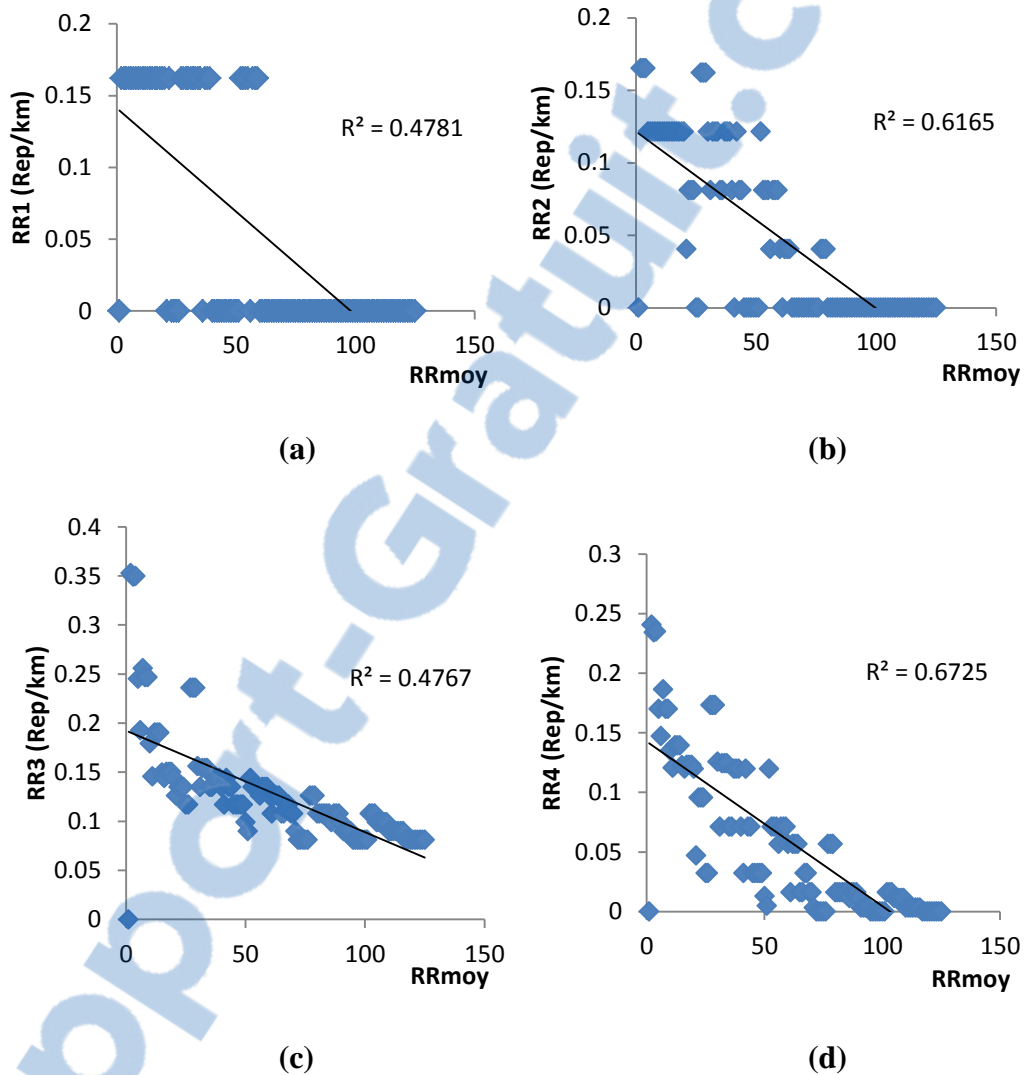 0.2
0.15
0.1
0.05
0
0
50
100
150
RR1 (Rep/km)
RRmoy
R² = 0.4781
(a)
0.2
0.15
0.1
0.05
0
0
50
100
150
RR2 (Rep/km)
RRmoy
R² = 0.6165
(b)
0.4
0.35
0.3
0.25
0.2
0.15
0.1
0.05
0
0
50
100
150
RR3 (Rep/km)
RRmoy
R² = 0.4767
(c)
0.3
0.25
0.2
0.15
0.1
0.05
0
0
50
100
150
RR4 (Rep/km)
RRmoy
R² = 0.6725
(d)
pport-Gratuit.c